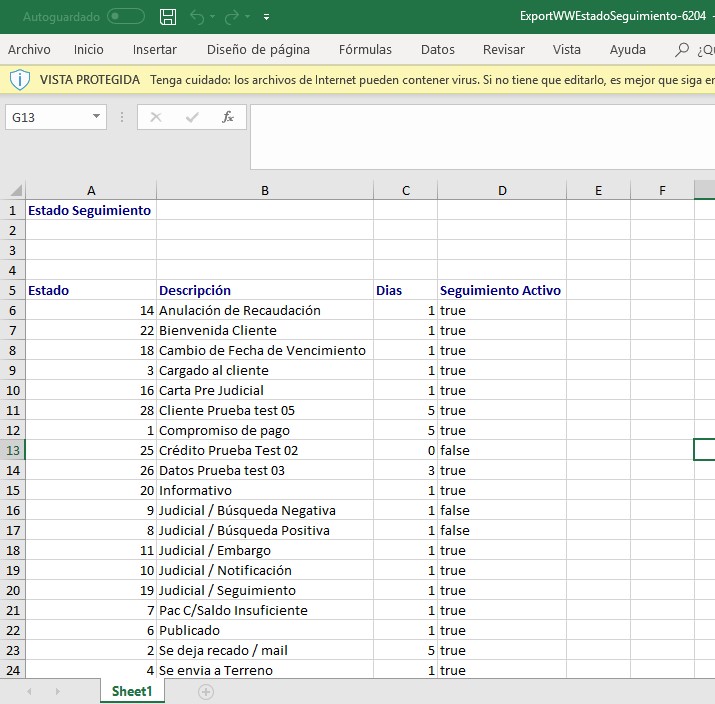 Autoguardado
ExportWWEstadoSeguimiento-6204 -
Archivo Inicio Insertar Diseño de página Fórmulas Datos Revisar Vista Ayuda ¿Q
VISTA PROTEGIDA Tenga cuidado: los archivos de Internet pueden contener virus. Si no tiene que editarlo, es mejor que siga en
G13 fx
A B C D E F
1 Estado Seguimiento
2
3
4
5 Estado Descripción Dias Seguimiento Activo
6 14 Anulación de Recaudación 1 true
7 22 Bienvenida Cliente 1 true
8 18 Cambio de Fecha de Vencimiento 1 true
9 3 Cargado al cliente 1 true
10 16 Carta Pre Judicial 1 true
11 28 Cliente Prueba test 05 5 true
12 1 Compromiso de pago 5 true
13 25 Crédito Prueba Test 02 0 false
14 26 Datos Prueba test 03 3 true
15 20 Informativo 1 true
16 9 Judicial / Búsqueda Negativa 1 false
17 8 Judicial / Búsqueda Positiva 1 false
18 11 Judicial / Embargo 1 true
19 10 Judicial / Notificación 1 true
20 19 Judicial / Seguimiento 1 true
21 7 Pac C/Saldo Insuficiente 1 true
22 6 Publicado 1 true
23 2 Se deja recado / mail 5 true
24 4 Se envia a Terreno 1 true
Sheet1